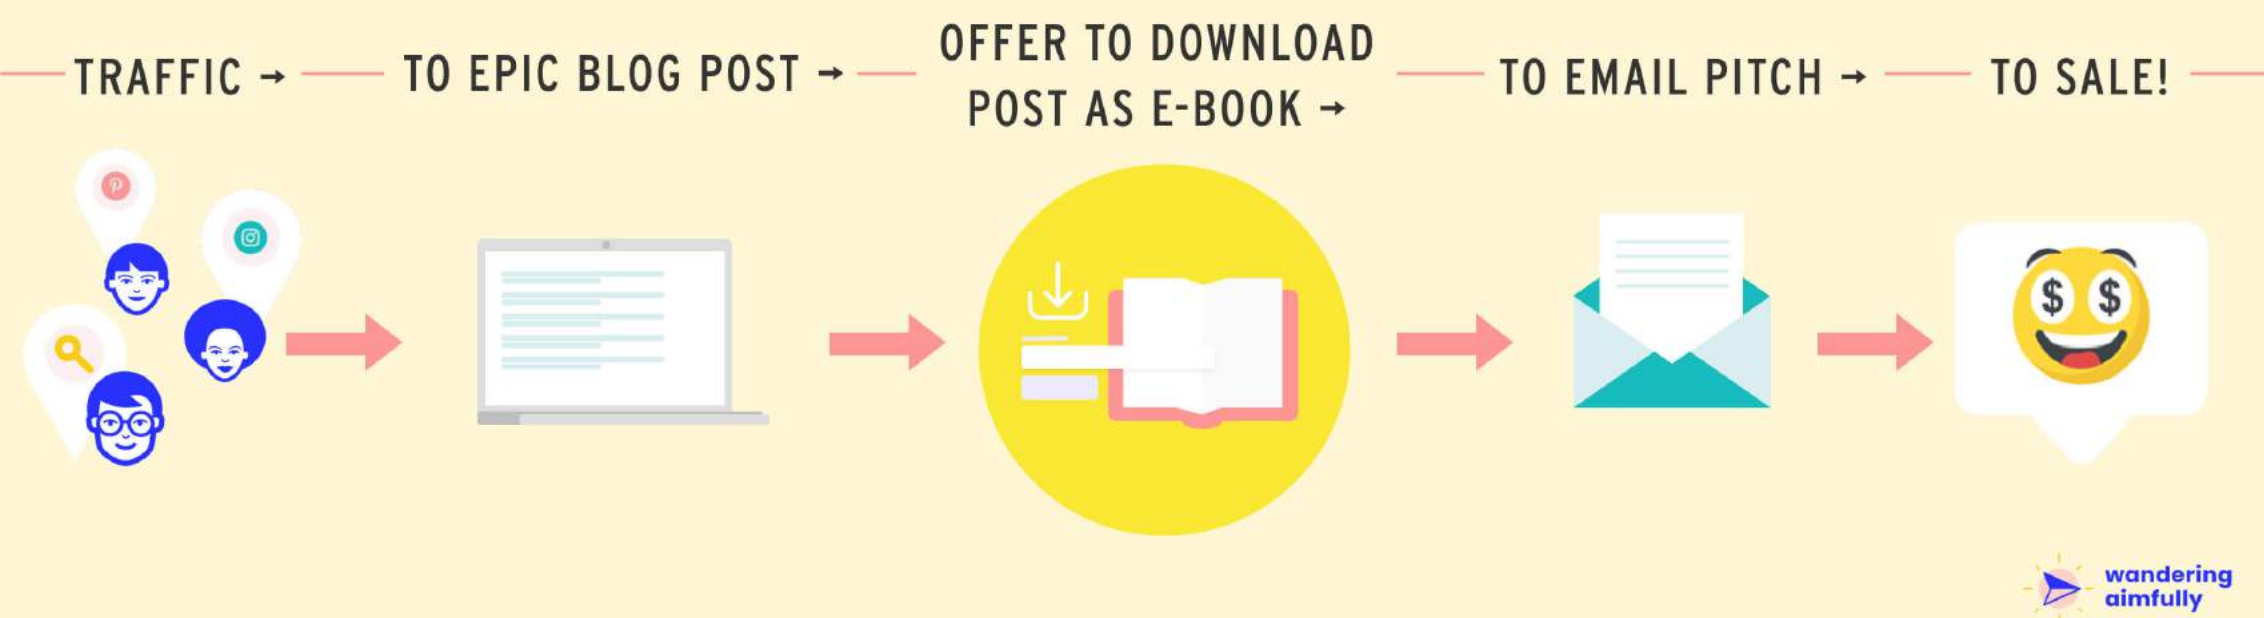 TRAFFIC →
TO EPIC BLOG POST →
OFFER TO DOWNLOAD
POST AS E-BOOK →
TO EMAIL PITCH →
TO SALE!
$ $
wandering
aimfully